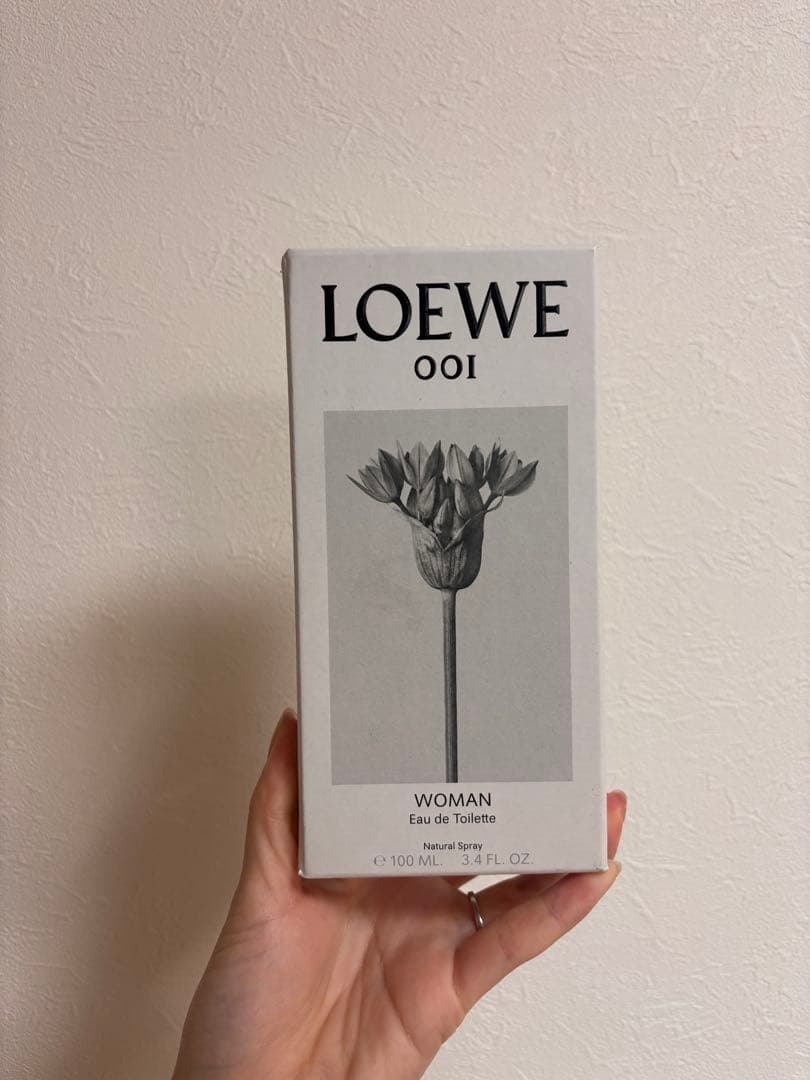 LOEWE
001
WOMAN
Eau de Toilette
Natural Spray
℮ 100 ML. 3.4 FL. OZ.